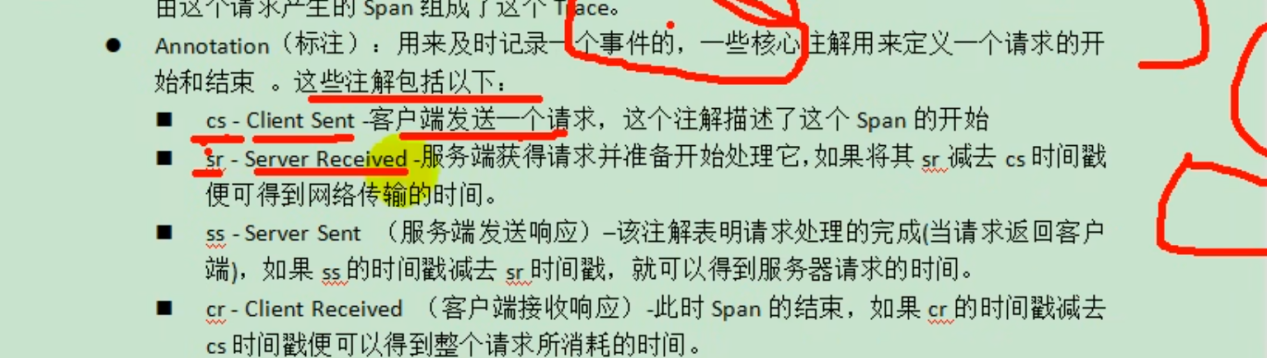 由这个请求产生的 Span 组成了这个 Trace。
● Annotation（标注）：用来及时记录一个事件的，一些核心注解用来定义一个请求的开
始和结束 。这些注解包括以下：
■ cs - Client Sent -客户端发送一个请求，这个注解描述了这个 Span 的开始
■ sr - Server Received -服务端获得请求并准备开始处理它,如果将其 sr 减去 cs 时间戳
便可得到网络传输的时间。
■ ss - Server Sent （服务端发送响应）–该注解表明请求处理的完成(当请求返回客户
端)，如果 ss 的时间戳减去 sr 时间戳，就可以得到服务器请求的时间。
■ cr - Client Received （客户端接收响应）-此时 Span 的结束，如果 cr 的时间戳减去
cs 时间戳便可以得到整个请求所消耗的时间。